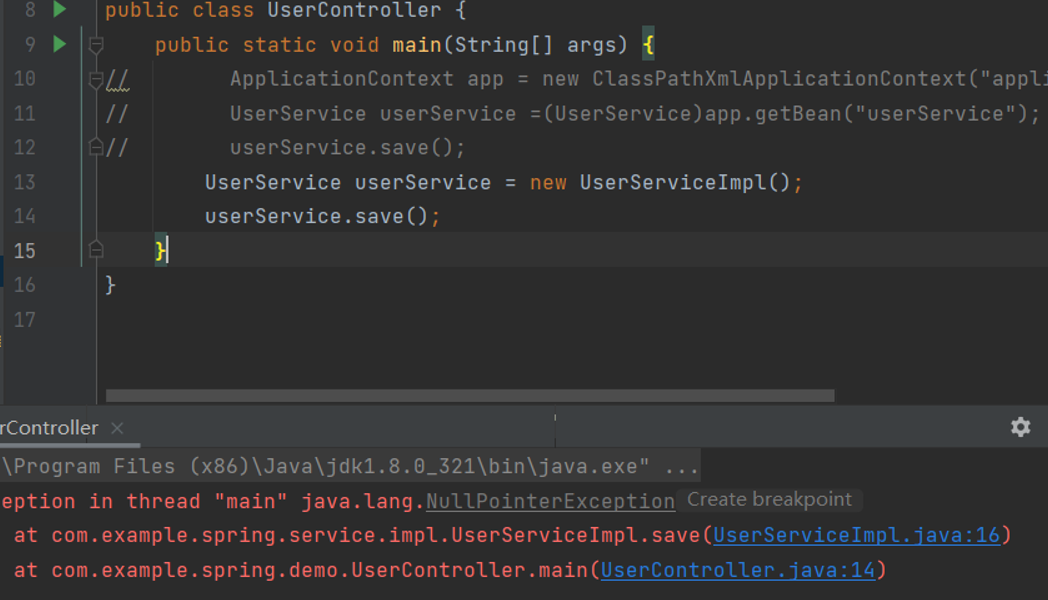 8 public class UserController {
9 public static void main(String[] args) {
10 // ApplicationContext app = new ClassPathXmlApplicationContext("appli
11 // UserService userService =(UserService)app.getBean("userService");
12 // userService.save();
13 UserService userService = new UserServiceImpl();
14 userService.save();
15 }
16 }
17
rController ×
\Program Files (x86)\Java\jdk1.8.0_321\bin\java.exe" ...
eption in thread "main" java.lang.NullPointerException Create breakpoint
at com.example.spring.service.impl.UserServiceImpl.save(UserServiceImpl.java:16)
at com.example.spring.demo.UserController.main(UserController.java:14)